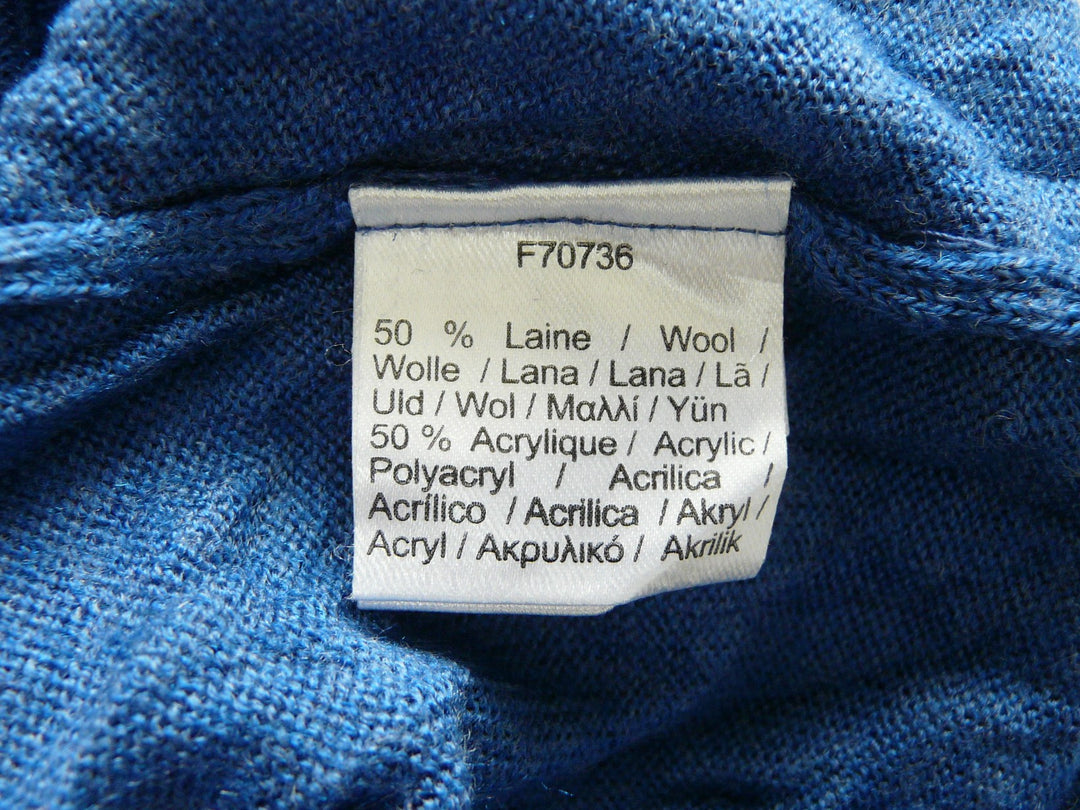 F70736
50 % Laine / Wool /
Wolle / Lana / Lana / Lã /
Uld / Wol / Μαλλί / Yün
50 % Acrylique / Acrylic /
Polyacryl / Acrilica /
Acrílico / Acrilica / Akryl /
Acryl / Ακρυλικό / Akrilik